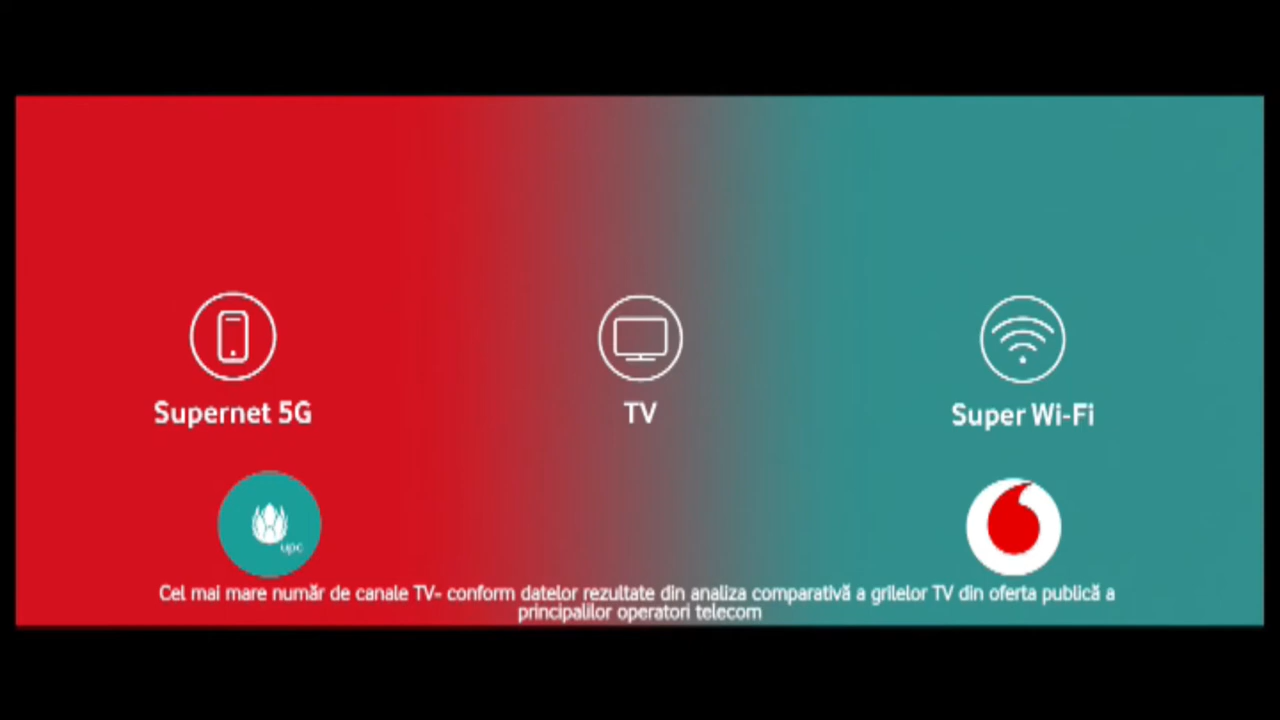 Supernet 5G
TV
Super Wi-Fi
upc
Cel mai mare număr de canale TV- conform datelor rezultate din analiza comparativă a grilelor TV din oferta publică a
principalilor operatori telecom